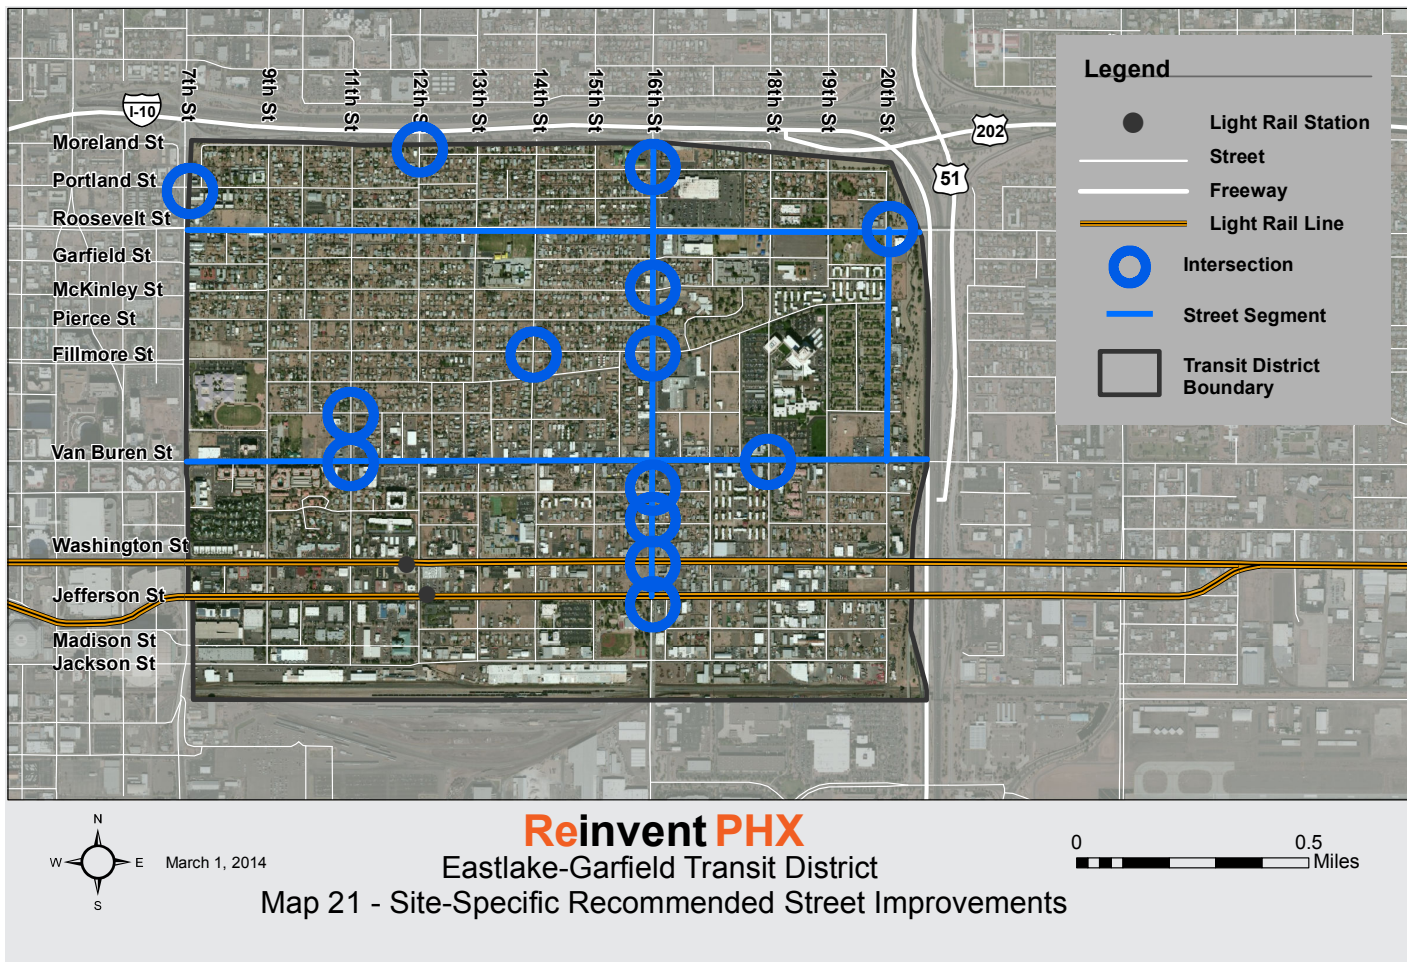 7th St
9th St
11th St
12th St
13th St
14th St
15th St
16th St
18th St
19th St
20th St
I-10
202
51
Moreland St
Portland St
Roosevelt St
Garfield St
McKinley St
Pierce St
Fillmore St
Van Buren St
Washington St
Jefferson St
Madison St
Jackson St
Legend
Light Rail Station
Street
Freeway
Light Rail Line
Intersection
Street Segment
Transit District
Boundary
N
W E
S
March 1, 2014
Reinvent PHX
Eastlake-Garfield Transit District
Map 21 - Site-Specific Recommended Street Improvements
0 0.5
Miles